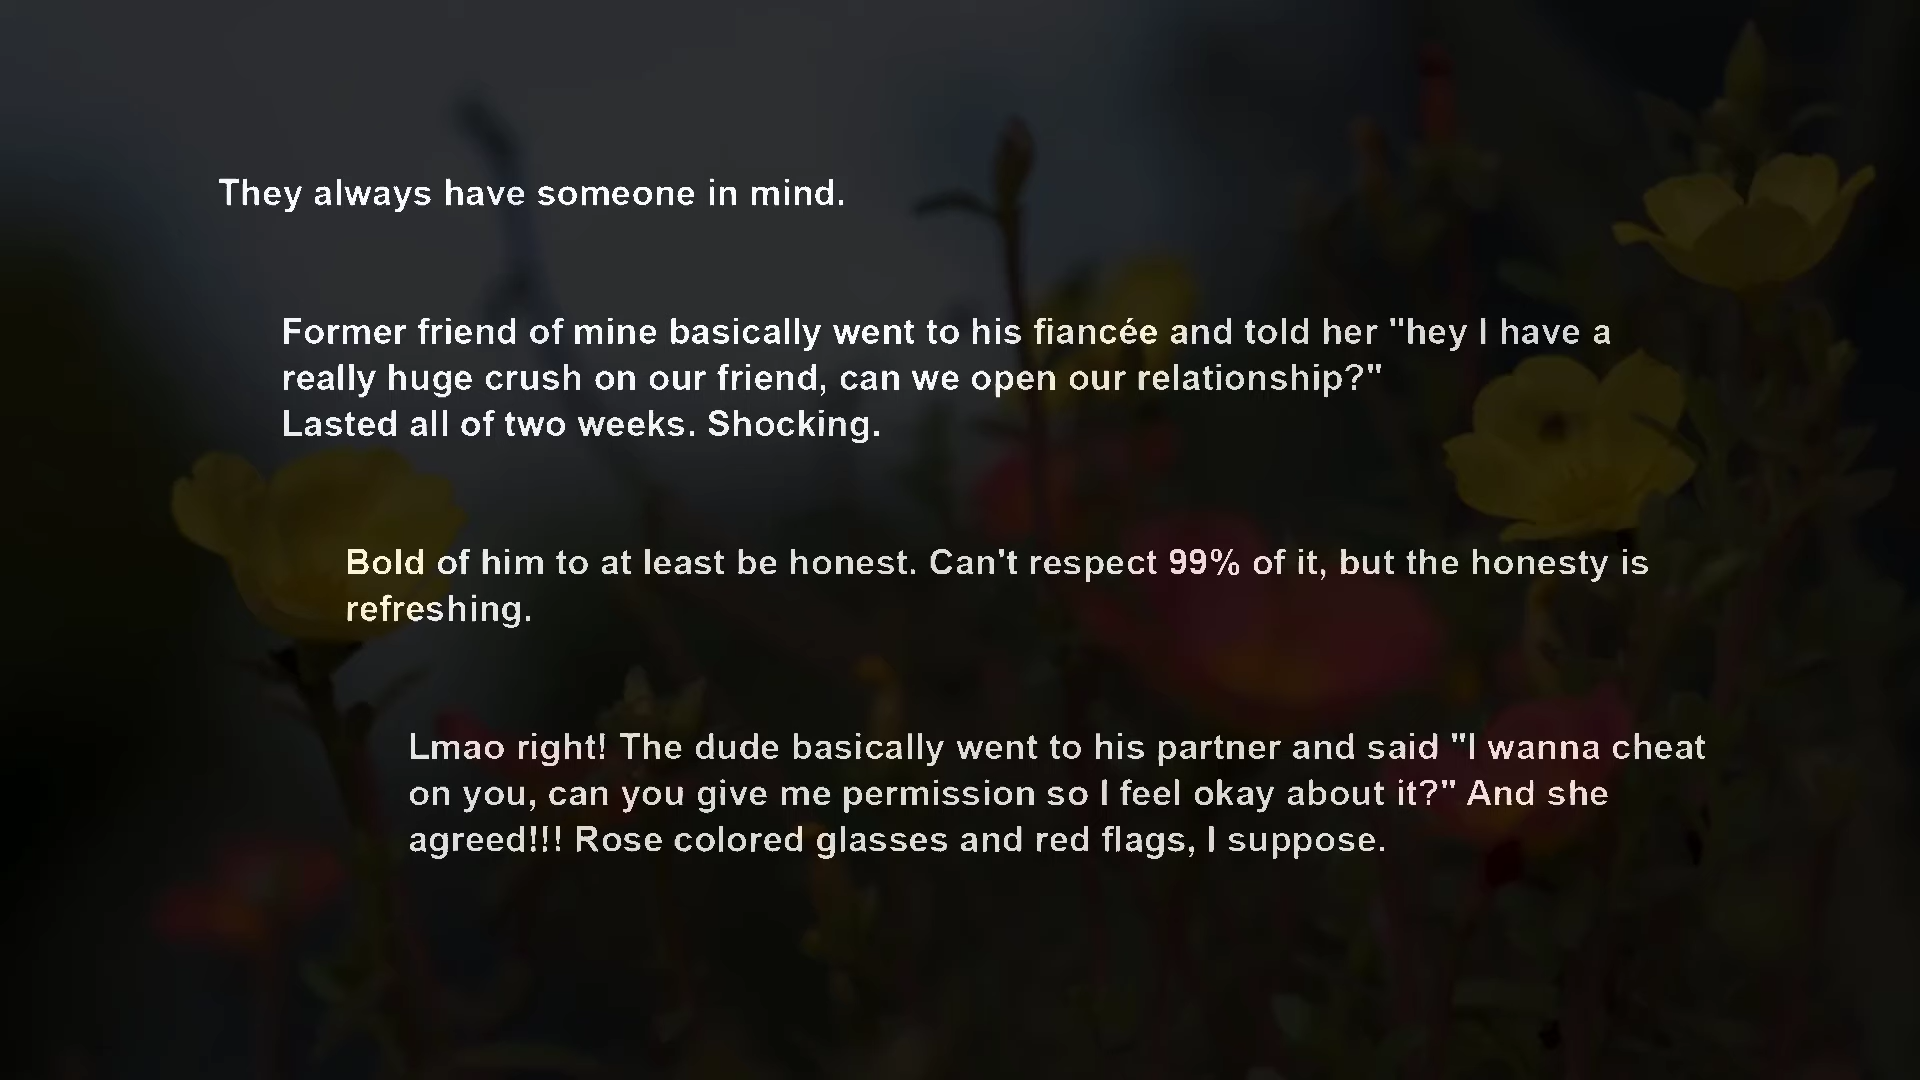 They always have someone in mind.
Former friend of mine basically went to his fiancée and told her "hey I have a
really huge crush on our friend, can we open our relationship?"
Lasted all of two weeks. Shocking.
Bold of him to at least be honest. Can't respect 99% of it, but the honesty is
refreshing.
Lmao right! The dude basically went to his partner and said "I wanna cheat
on you, can you give me permission so I feel okay about it?" And she
agreed!!! Rose colored glasses and red flags, I suppose.